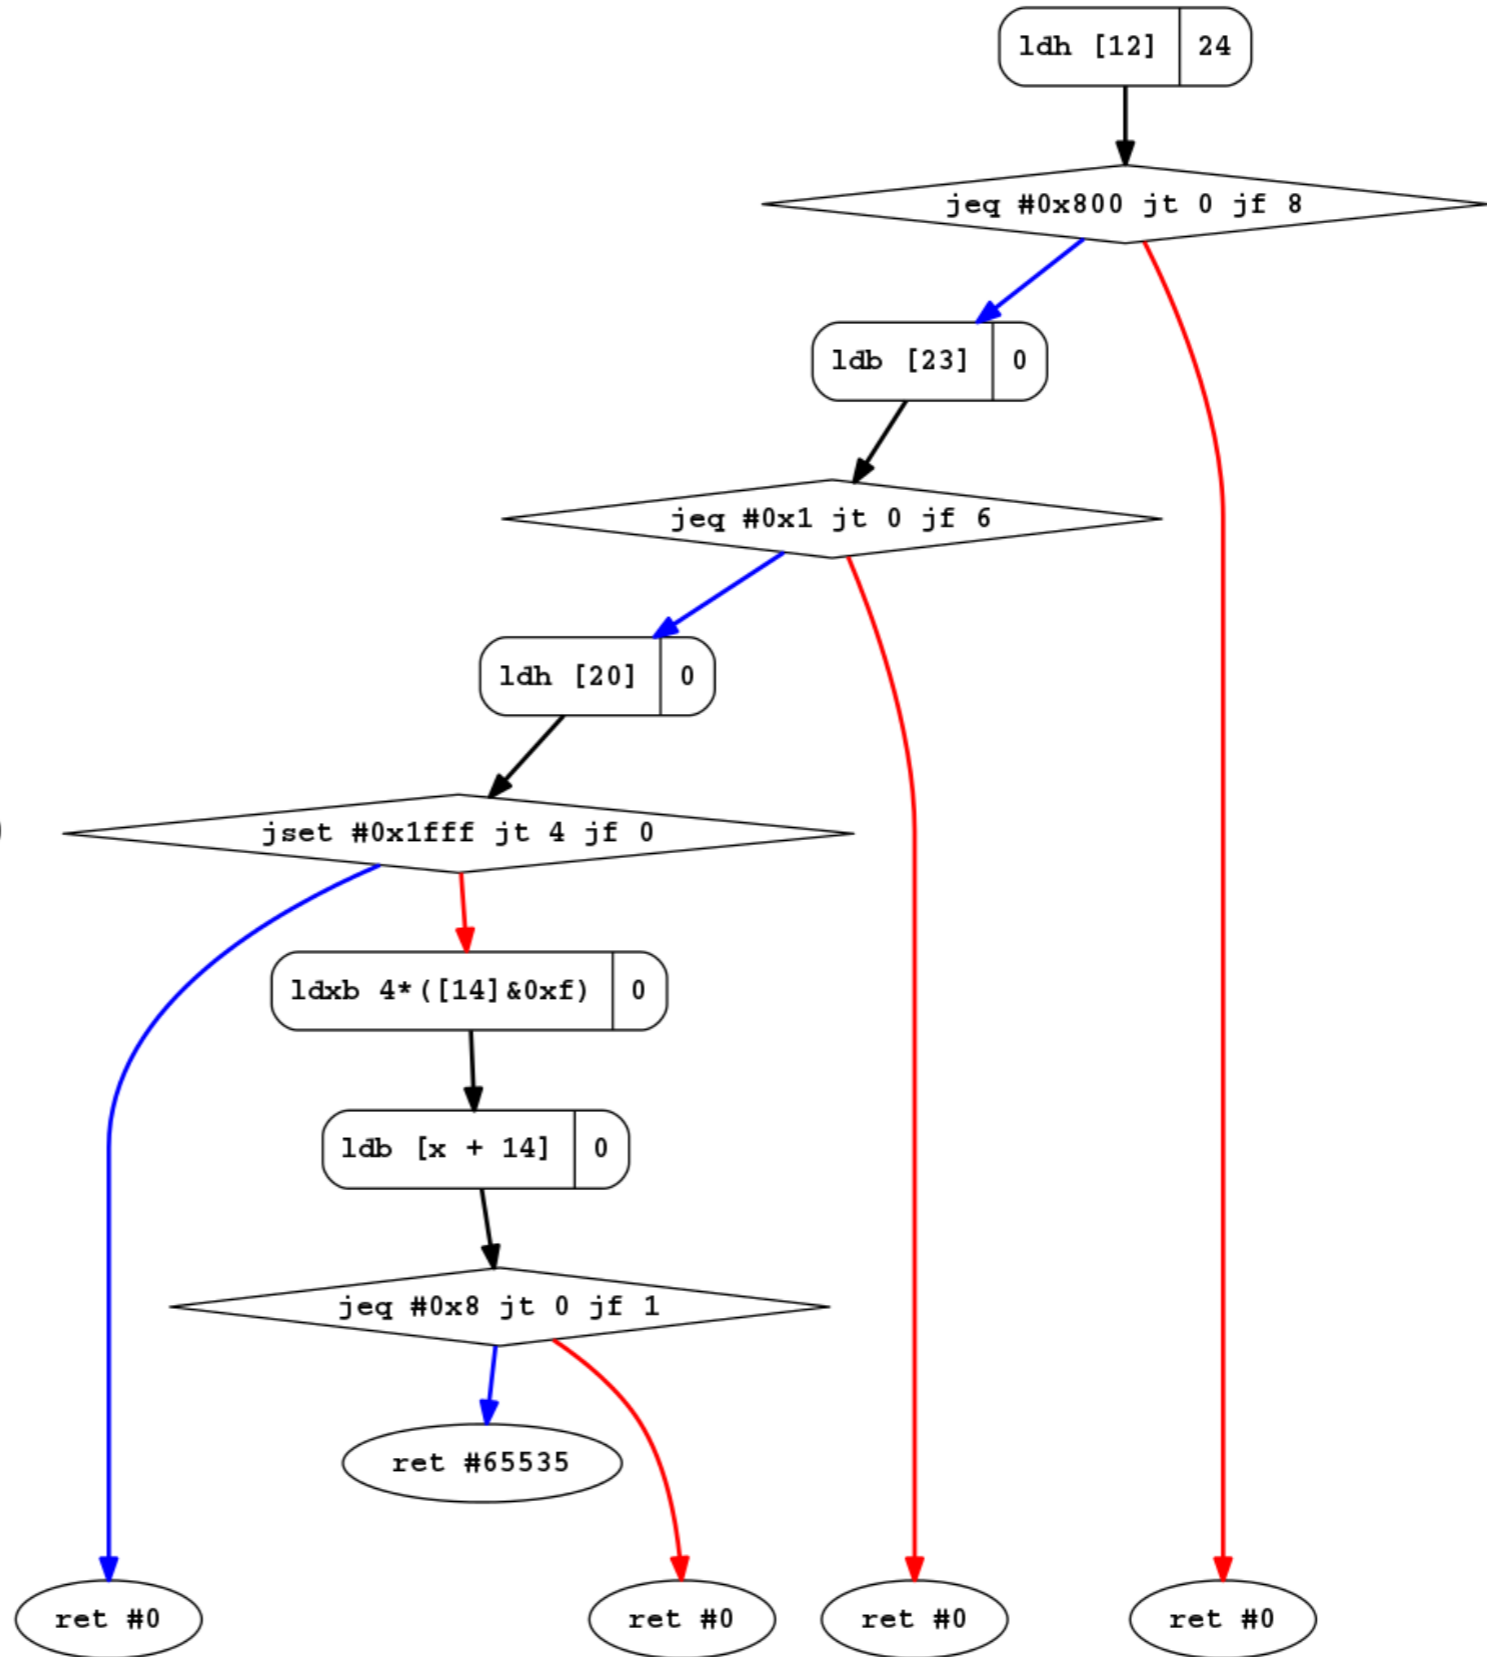 ldh [12] 24
jeq #0x800 jt 0 jf 8
ldb [23] 0
jeq #0x1 jt 0 jf 6
ldh [20] 0
jset #0x1fff jt 4 jf 0
ldxb 4*([14]&0xf) 0
ldb [x + 14] 0
jeq #0x8 jt 0 jf 1
ret #65535
ret #0 ret #0 ret #0 ret #0